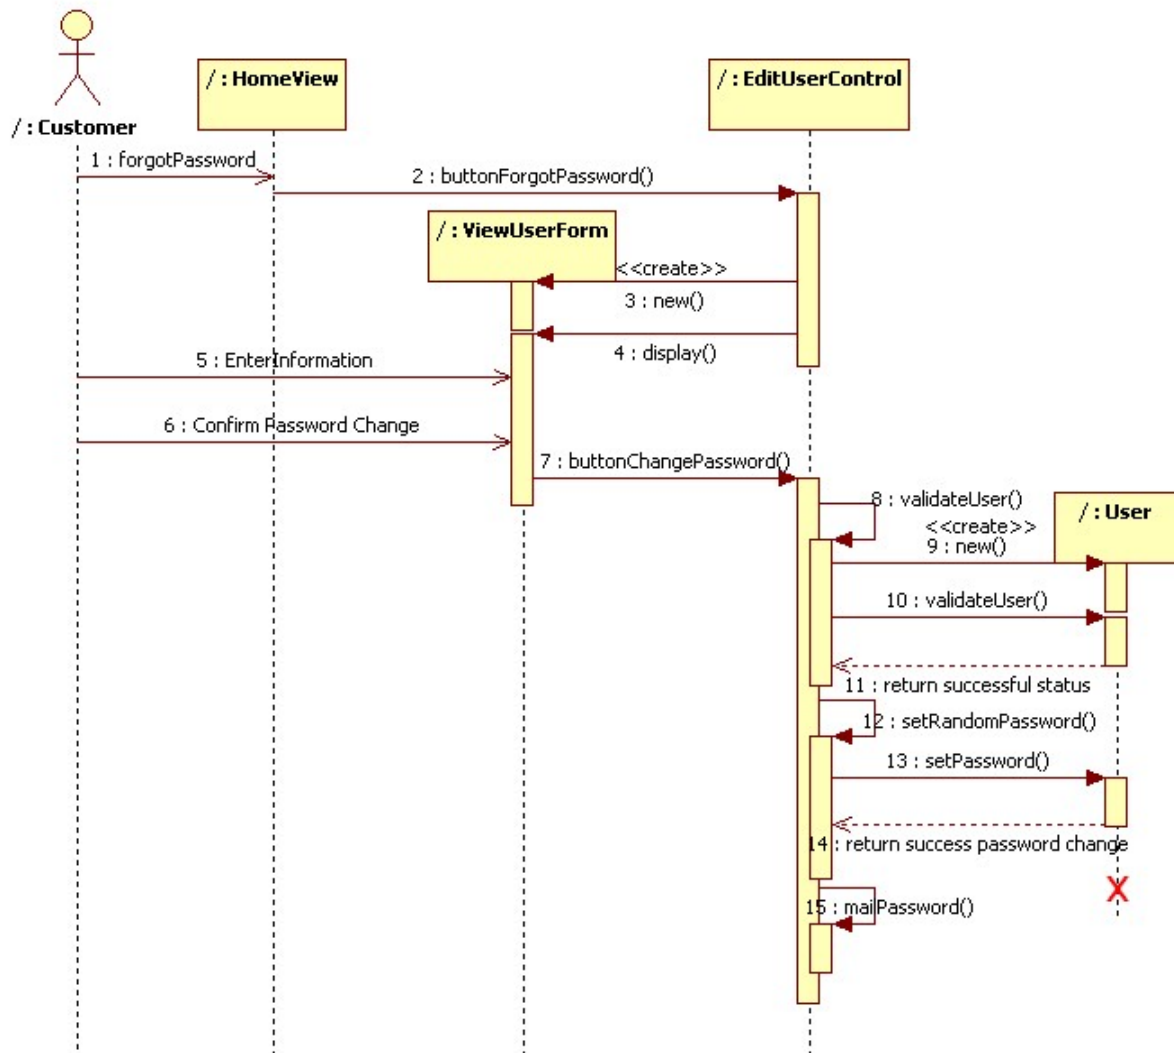 / : HomeView
/ : EditUserControl
/ : Customer
1 : forgotPassword
2 : buttonForgotPassword()
/ : ViewUserForm
<<create>>
3 : new()
4 : display()
5 : EnterInformation
6 : Confirm Password Change
7 : buttonChangePassword()
8 : validateUser()
/ : User
<<create>>
9 : new()
10 : validateUser()
11 : return successful status
12 : setRandomPassword()
13 : setPassword()
14 : return success password change
X
15 : mailPassword()